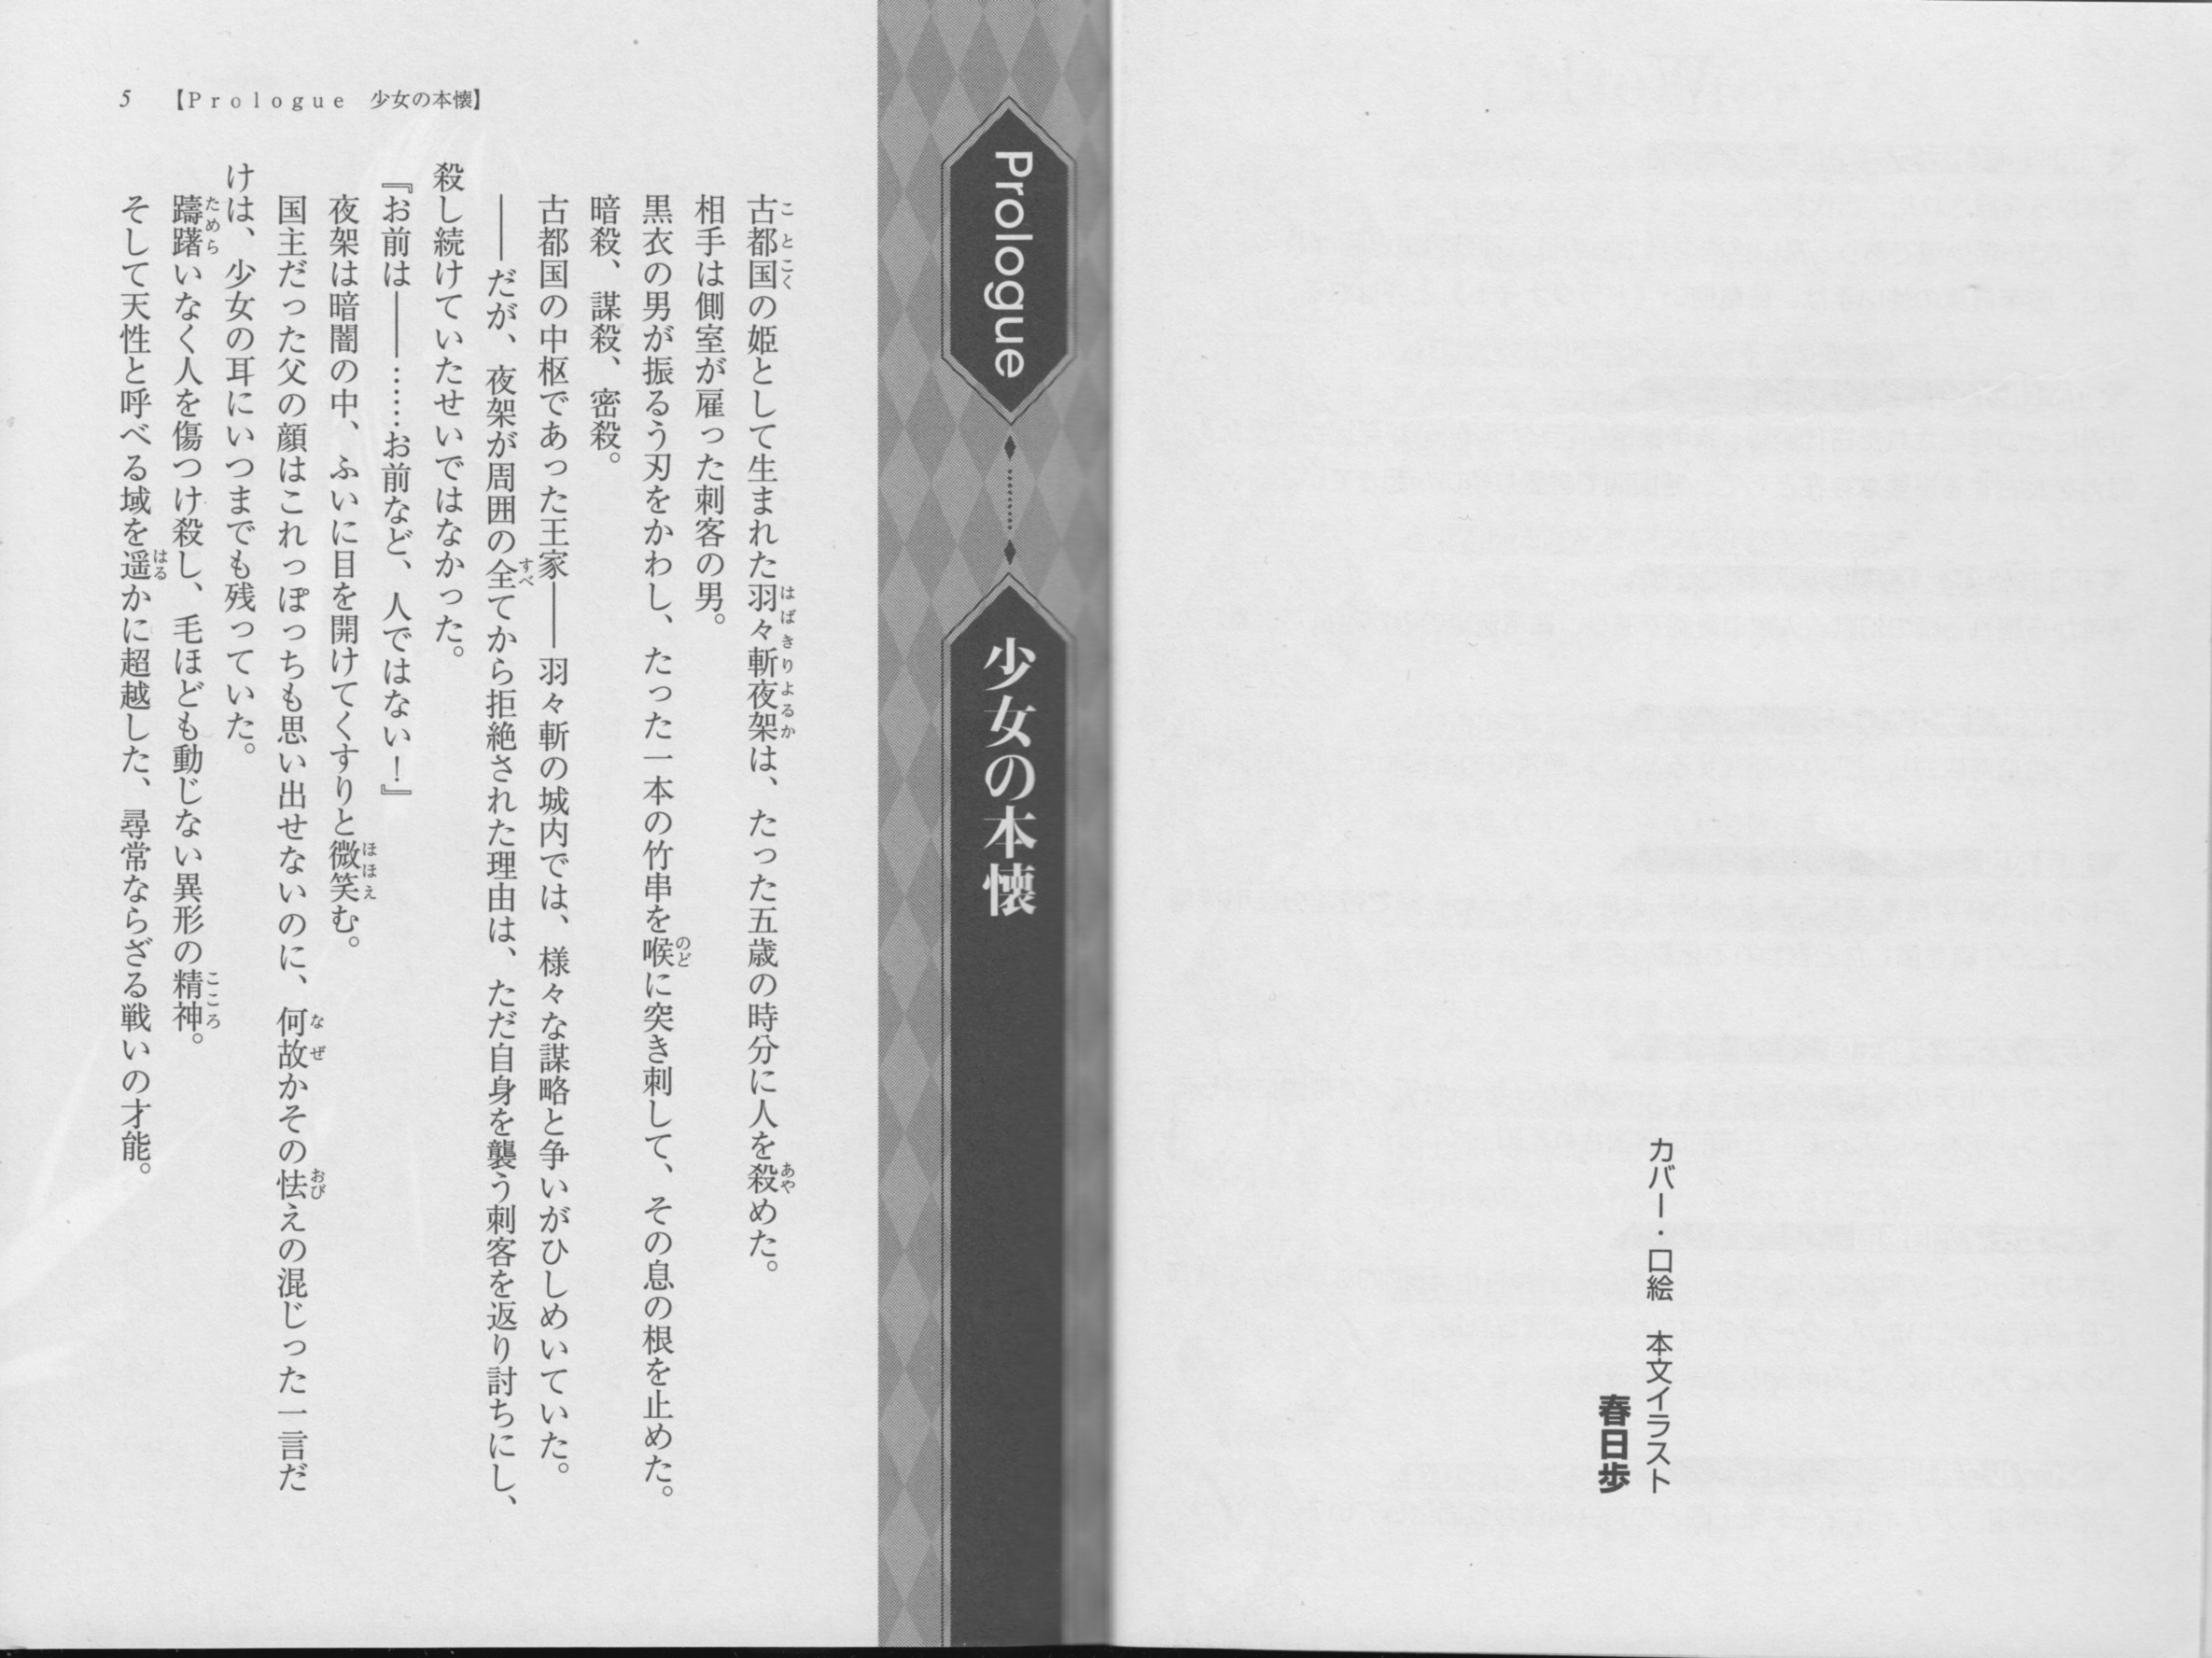 カバー・口絵　本文イラスト
春日歩
Prologue
少女の本懐
古都国の姫として生まれた羽々斬夜架は、たった五歳の時分に人を殺めた。
相手は側室が雇った刺客の男。
黒衣の男が振るう刃をかわし、たった一本の竹串を喉に突き刺して、その息の根を止めた。
暗殺、謀殺、密殺。
古都国の中枢であった王家――羽々斬の城内では、様々な謀略と争いがひしめいていた。
――だが、夜架が周囲の全てから拒絶された理由は、ただ自身を襲う刺客を返り討ちにし、
殺し続けていたせいではなかった。
『お前は――……お前など、人ではない！』
夜架は暗闇の中、ふいに目を開けてくすりと微笑む。
国主だった父の顔はこれっぽっちも思い出せないのに、何故かその怯えの混じった一言だ
けは、少女の耳にいつまでも残っていた。
躊躇いなく人を傷つけ殺し、毛ほども動じない異形の精神。
そして天性と呼べる域を遥かに超越した、尋常ならざる戦いの才能。
5　【Prologue　少女の本懐】